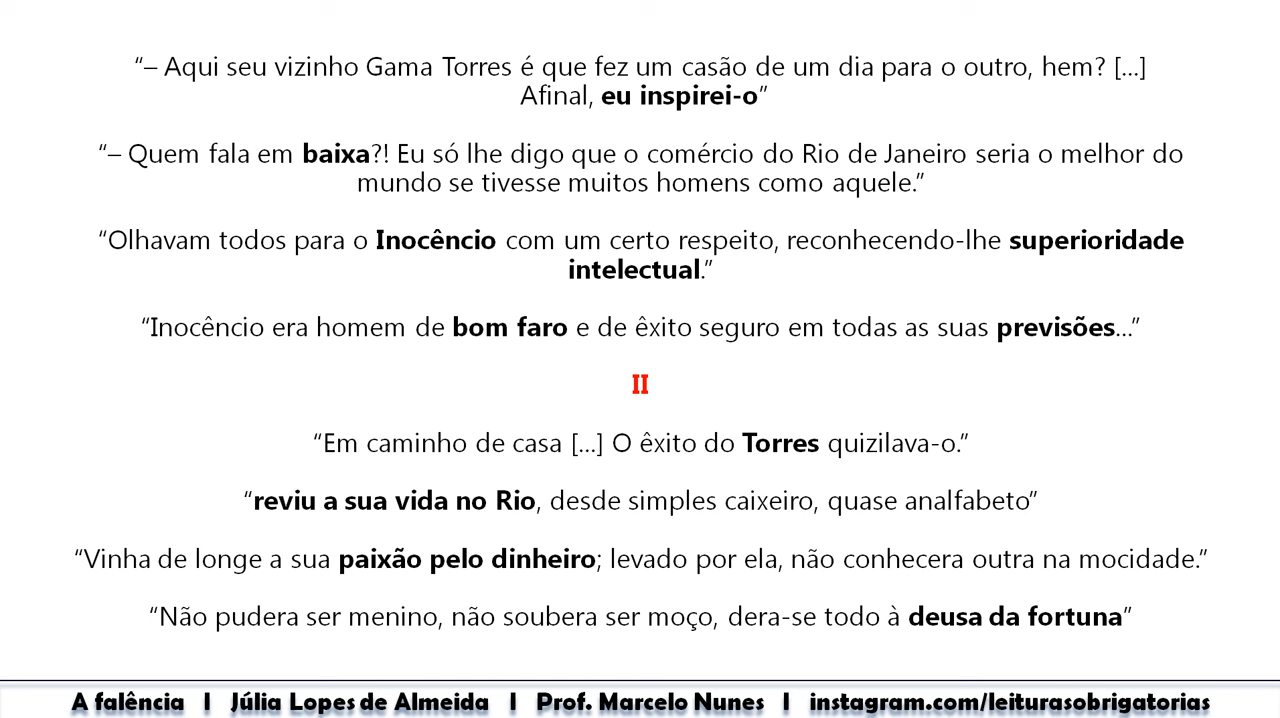 “– Aqui seu vizinho Gama Torres é que fez um casão de um dia para o outro, hem? [...]
Afinal, eu inspirei-o”
“– Quem fala em baixa?! Eu só lhe digo que o comércio do Rio de Janeiro seria o melhor do
mundo se tivesse muitos homens como aquele.”
“Olhavam todos para o Inocêncio com um certo respeito, reconhecendo-lhe superioridade
intelectual.”
“Inocêncio era homem de bom faro e de êxito seguro em todas as suas previsões...”
II
“Em caminho de casa [...] O êxito do Torres quizilava-o.”
“reviu a sua vida no Rio, desde simples caixeiro, quase analfabeto”
“Vinha de longe a sua paixão pelo dinheiro; levado por ela, não conhecera outra na mocidade.”
“Não pudera ser menino, não soubera ser moço, dera-se todo à deusa da fortuna”
A falência I Júlia Lopes de Almeida I Prof. Marcelo Nunes I instagram.com/leiturasobrigatorias